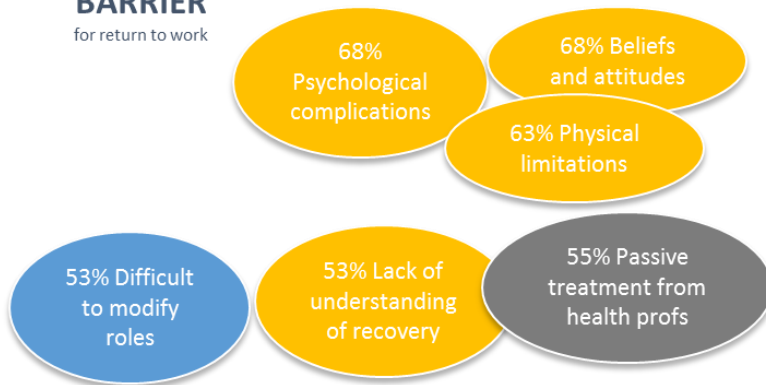 BARRIER
for return to work
68%
Psychological
complications
68% Beliefs
and attitudes
63% Physical
limitations
53% Difficult
to modify
roles
53% Lack of
understanding
of recovery
55% Passive
treatment from
health profs